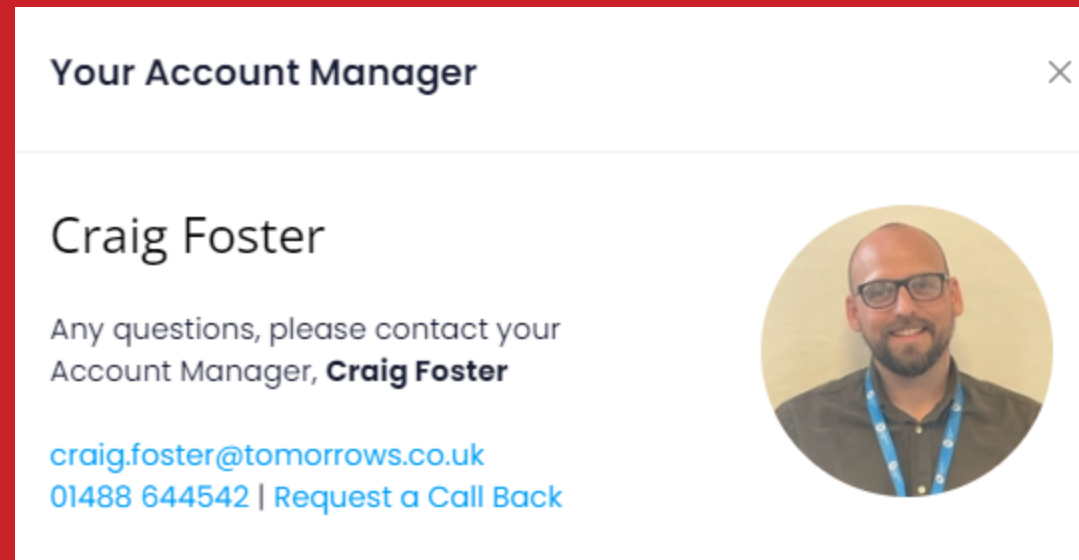 Your Account Manager
Craig Foster
Any questions, please contact your
Account Manager, Craig Foster
craig.foster@tomorrows.co.uk
01488 644542 | Request a Call Back